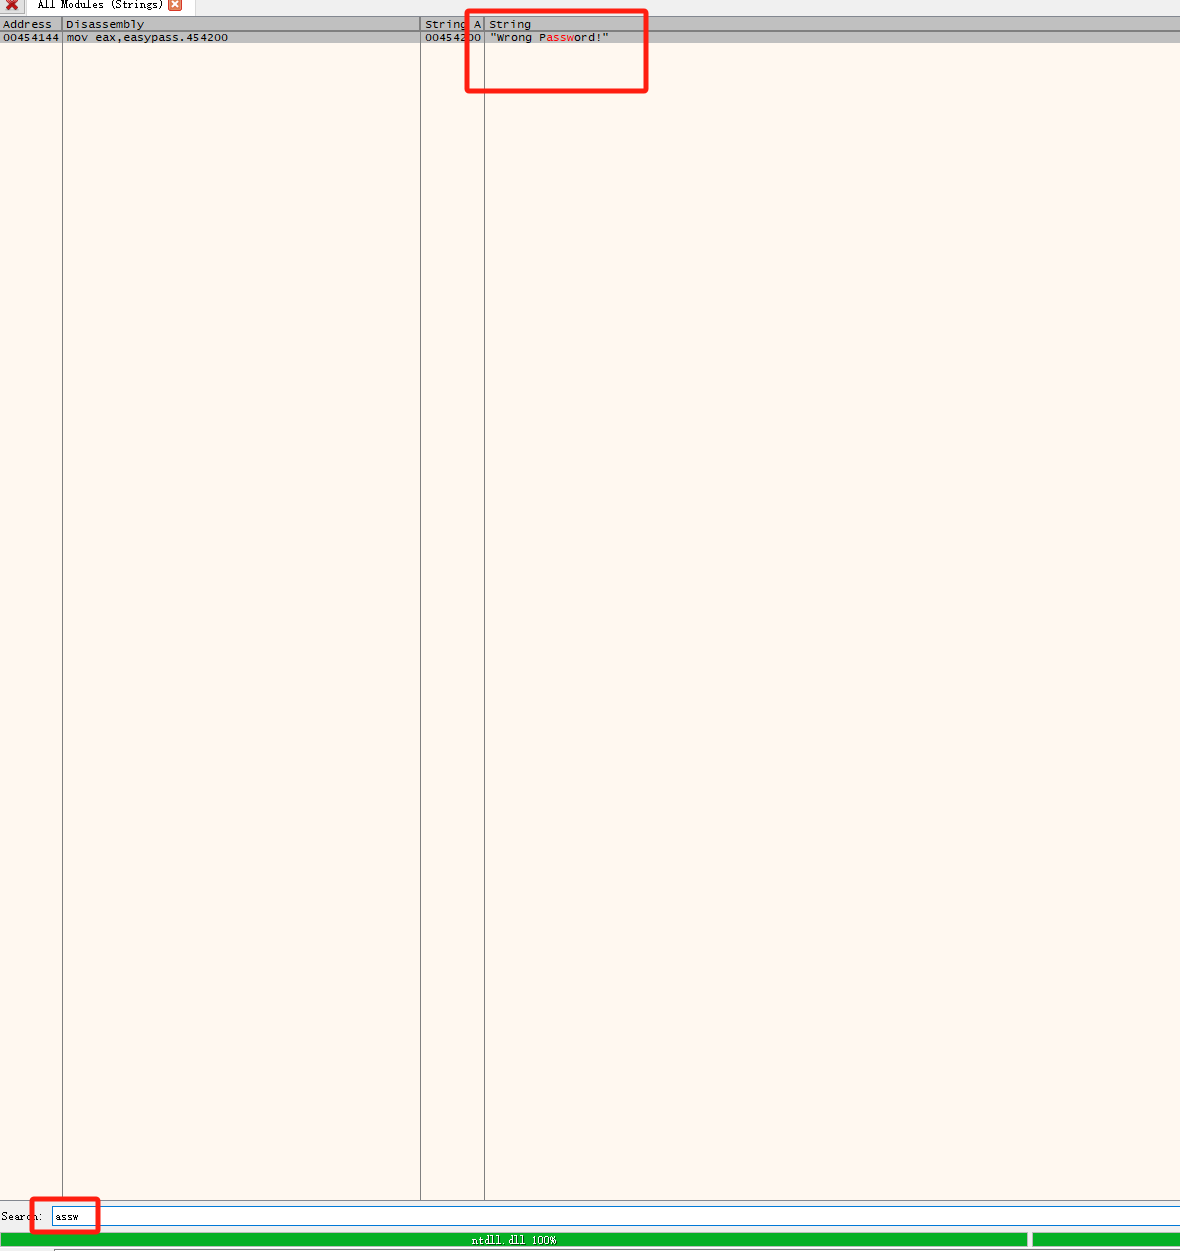 All Modules (Strings)
Address Disassembly String A String
00454144 mov eax,easypass.454200 00454200 "Wrong Password!"
Search: assw
ntdll.dll 100%